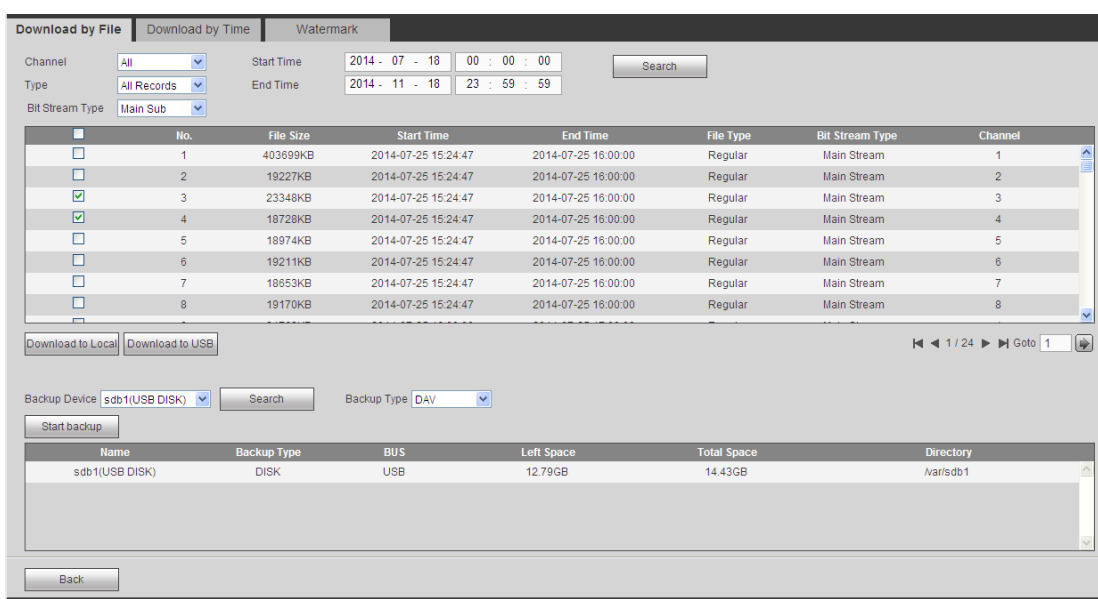 Download by File Download by Time Watermark
Channel All Start Time 2014 - 07 - 18 00 : 00 : 00 Search
Type All Records End Time 2014 - 11 - 18 23 : 59 : 59
Bit Stream Type Main Sub
No. File Size Start Time End Time File Type Bit Stream Type Channel
1 403699KB 2014-07-25 15:24:47 2014-07-25 16:00:00 Regular Main Stream 1
2 19227KB 2014-07-25 15:24:47 2014-07-25 16:00:00 Regular Main Stream 2
3 23348KB 2014-07-25 15:24:47 2014-07-25 16:00:00 Regular Main Stream 3
4 18728KB 2014-07-25 15:24:47 2014-07-25 16:00:00 Regular Main Stream 4
5 18974KB 2014-07-25 15:24:47 2014-07-25 16:00:00 Regular Main Stream 5
6 19211KB 2014-07-25 15:24:47 2014-07-25 16:00:00 Regular Main Stream 6
7 18653KB 2014-07-25 15:24:47 2014-07-25 16:00:00 Regular Main Stream 7
8 19170KB 2014-07-25 15:24:47 2014-07-25 16:00:00 Regular Main Stream 8
Download to Local Download to USB 1 / 24 Goto 1
Backup Device sdb1(USB DISK) Search Backup Type DAV
Start backup
Name Backup Type BUS Left Space Total Space Directory
sdb1(USB DISK) DISK USB 12.79GB 14.43GB /var/sdb1
Back